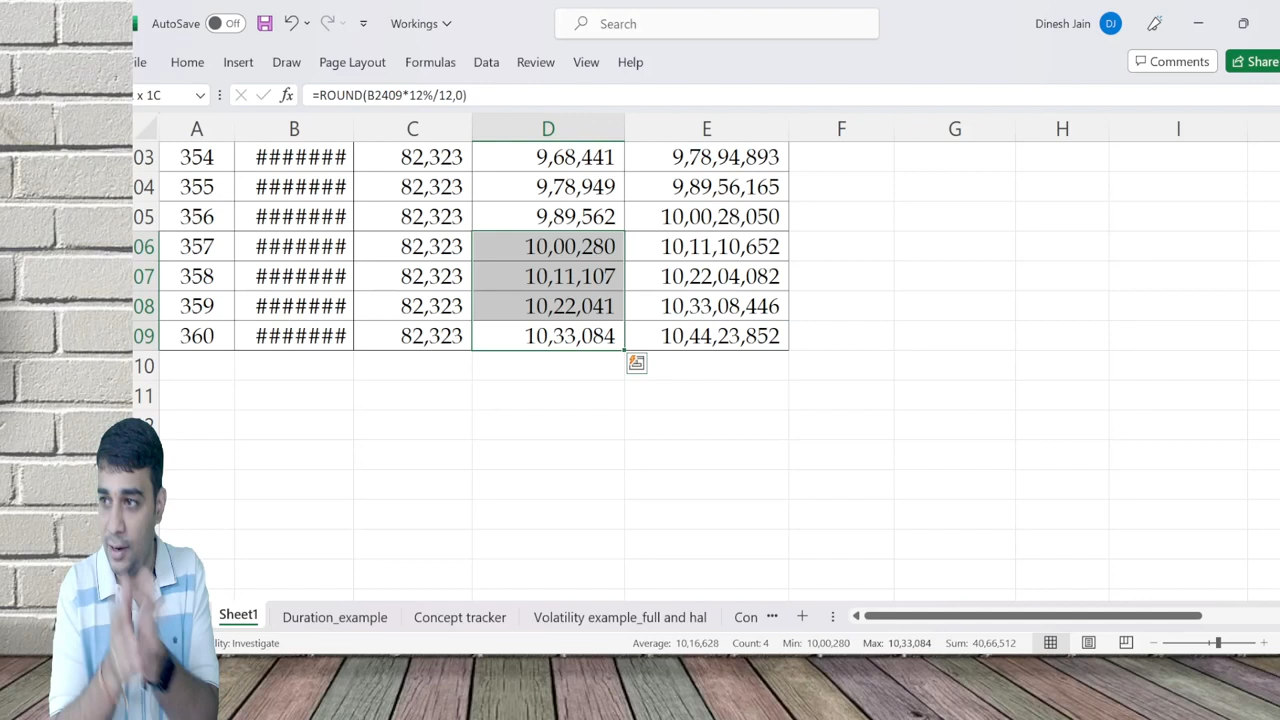 AutoSave Off Workings Search Dinesh Jain DJ
ile Home Insert Draw Page Layout Formulas Data Review View Help Comments Share
x 1C fx =ROUND(B2409*12%/12,0)
A B C D E F G H I
03 354 ####### 82,323 9,68,441 9,78,94,893
04 355 ####### 82,323 9,78,949 9,89,56,165
05 356 ####### 82,323 9,89,562 10,00,28,050
06 357 ####### 82,323 10,00,280 10,11,10,652
07 358 ####### 82,323 10,11,107 10,22,04,082
08 359 ####### 82,323 10,22,041 10,33,08,446
09 360 ####### 82,323 10,33,084 10,44,23,852
10
11
Sheet1 Duration_example Concept tracker Volatility example_full and hal Con ...
ility: Investigate Average: 10,16,628 Count: 4 Min: 10,00,280 Max: 10,33,084 Sum: 40,66,512